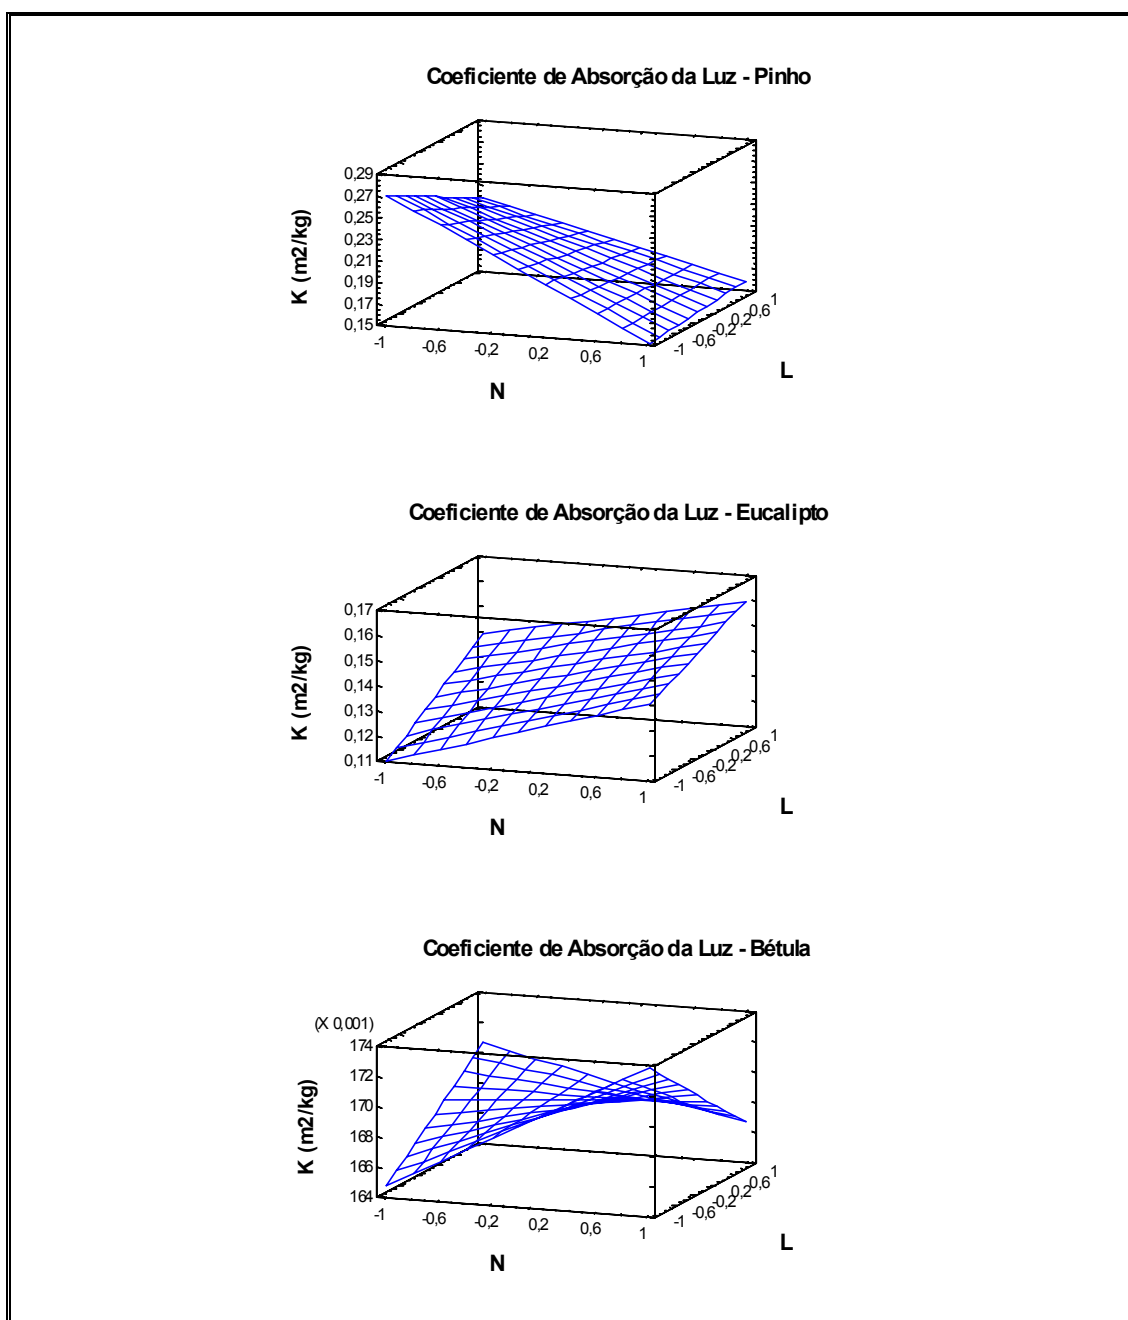 Coeficiente de Absorção da Luz - Pinho
0,29
0,27
0,25
0,23
0,21
0,19
0,17
0,15
K (m2/kg)
-1 -0,6 -0,2 0,2 0,6 1
N
-1 -0,6 -0,2 0,2 0,6 1
L
Coeficiente de Absorção da Luz - Eucalipto
0,17
0,16
0,15
0,14
0,13
0,12
0,11
K (m2/kg)
-1 -0,6 -0,2 0,2 0,6 1
N
-1 -0,6 -0,2 0,2 0,6 1
L
Coeficiente de Absorção da Luz - Bétula
(X 0,001)
174
172
170
168
166
164
K (m2/kg)
-1 -0,6 -0,2 0,2 0,6 1
N
-1 -0,6 -0,2 0,2 0,6 1
L